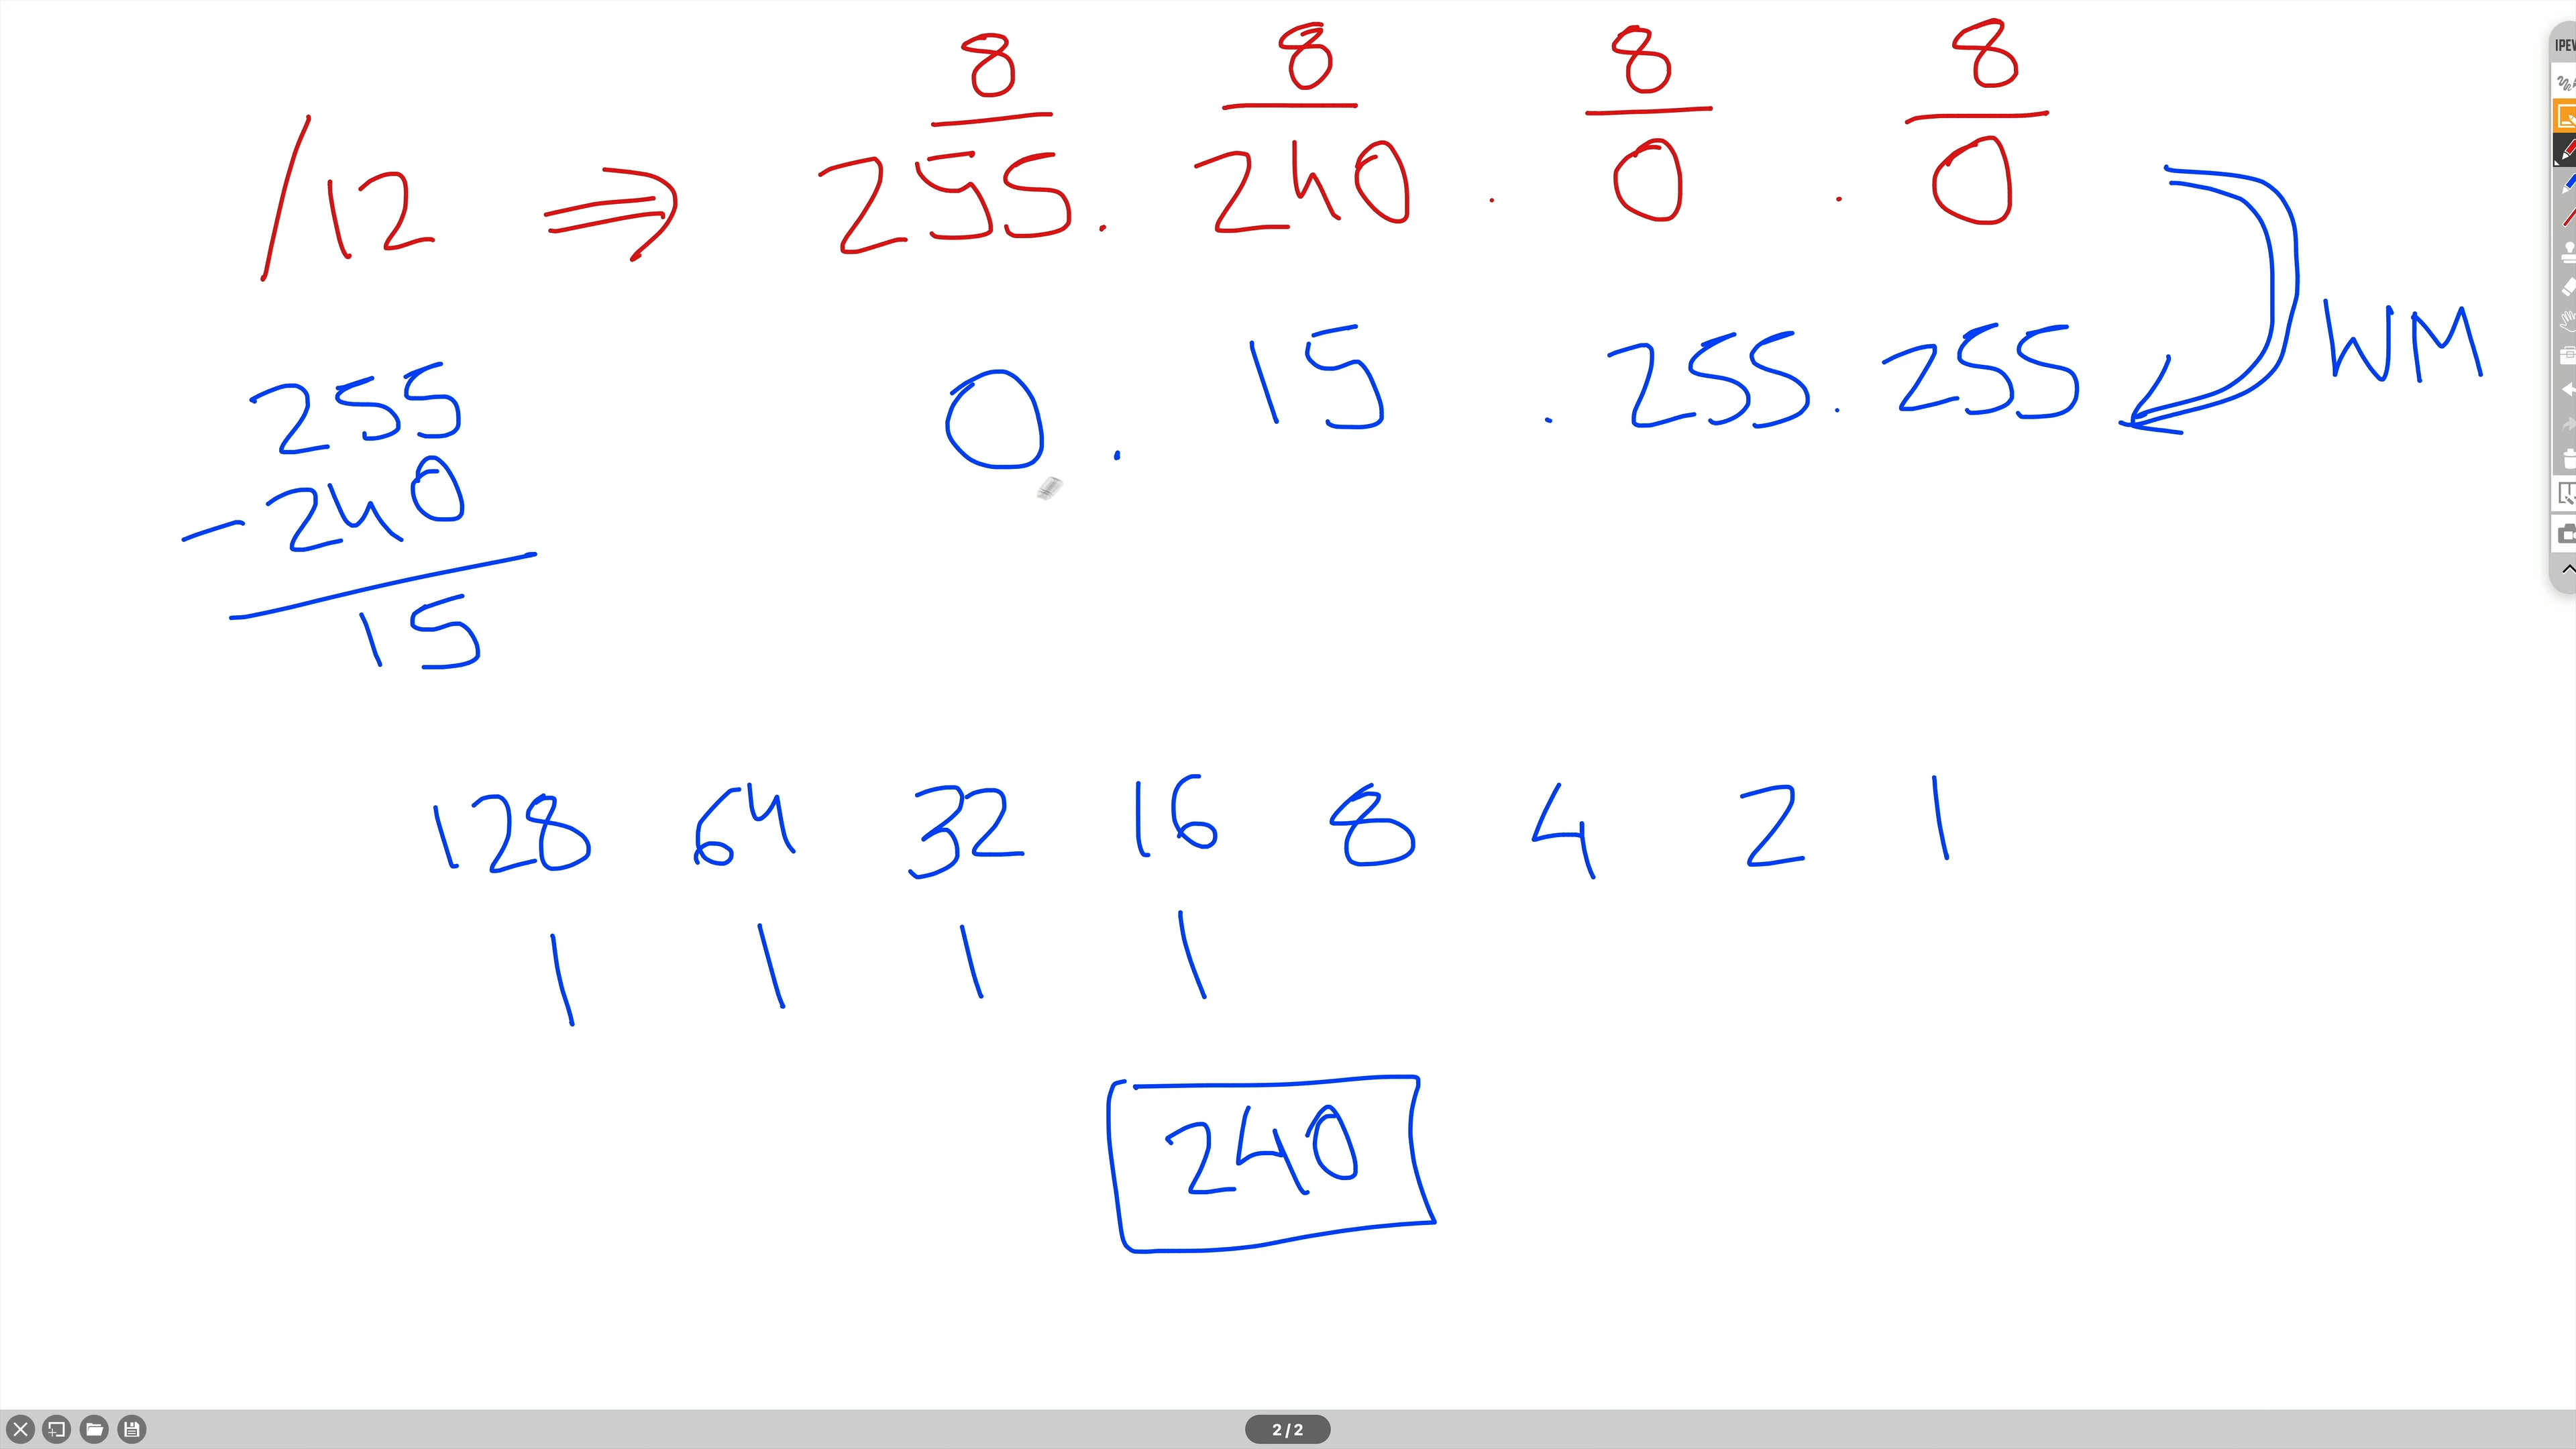 8 8 8 8
/12 ⇒ 255. 240 . 0 . 0
0. 15 . 255. 255 WM
255
- 240
15
128 64 32 16 8 4 2 1
1 1 1 1
240
2 / 2